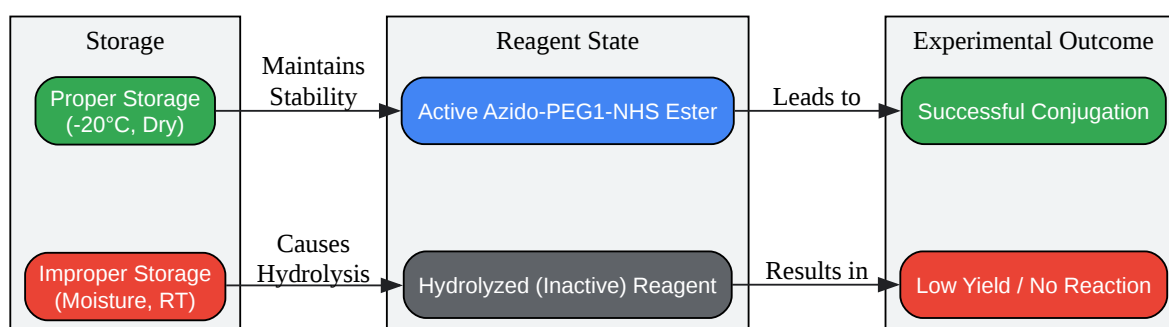 Storage
Reagent State
Experimental Outcome
Proper Storage
(-20°C, Dry)
Maintains
Stability
Active Azido-PEG1-NHS Ester
Leads to
Successful Conjugation
Improper Storage
(Moisture, RT)
Causes
Hydrolysis
Hydrolyzed (Inactive) Reagent
Results in
Low Yield / No Reaction